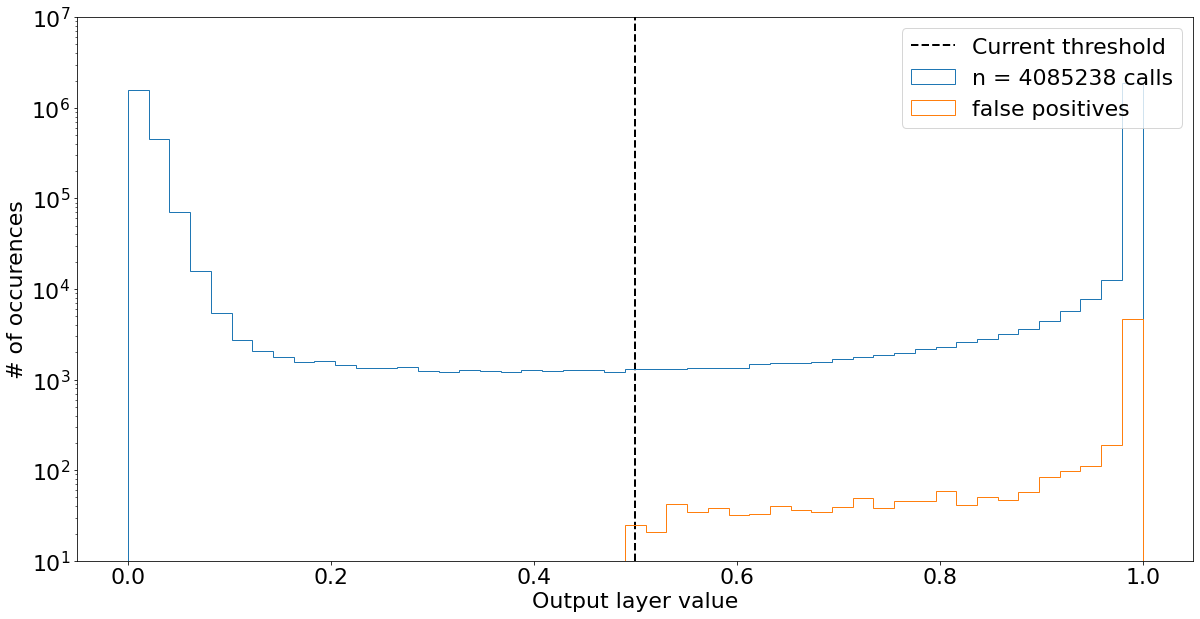 10^7
10^6
10^5
10^4
10^3
10^2
10^1
# of occurences
Current threshold
n = 4085238 calls
false positives
0.0 0.2 0.4 0.6 0.8 1.0
Output layer value